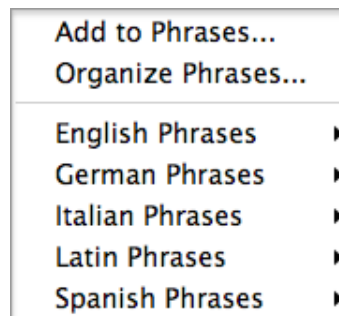 Add to Phrases...
Organize Phrases...
English Phrases
German Phrases
Italian Phrases
Latin Phrases
Spanish Phrases